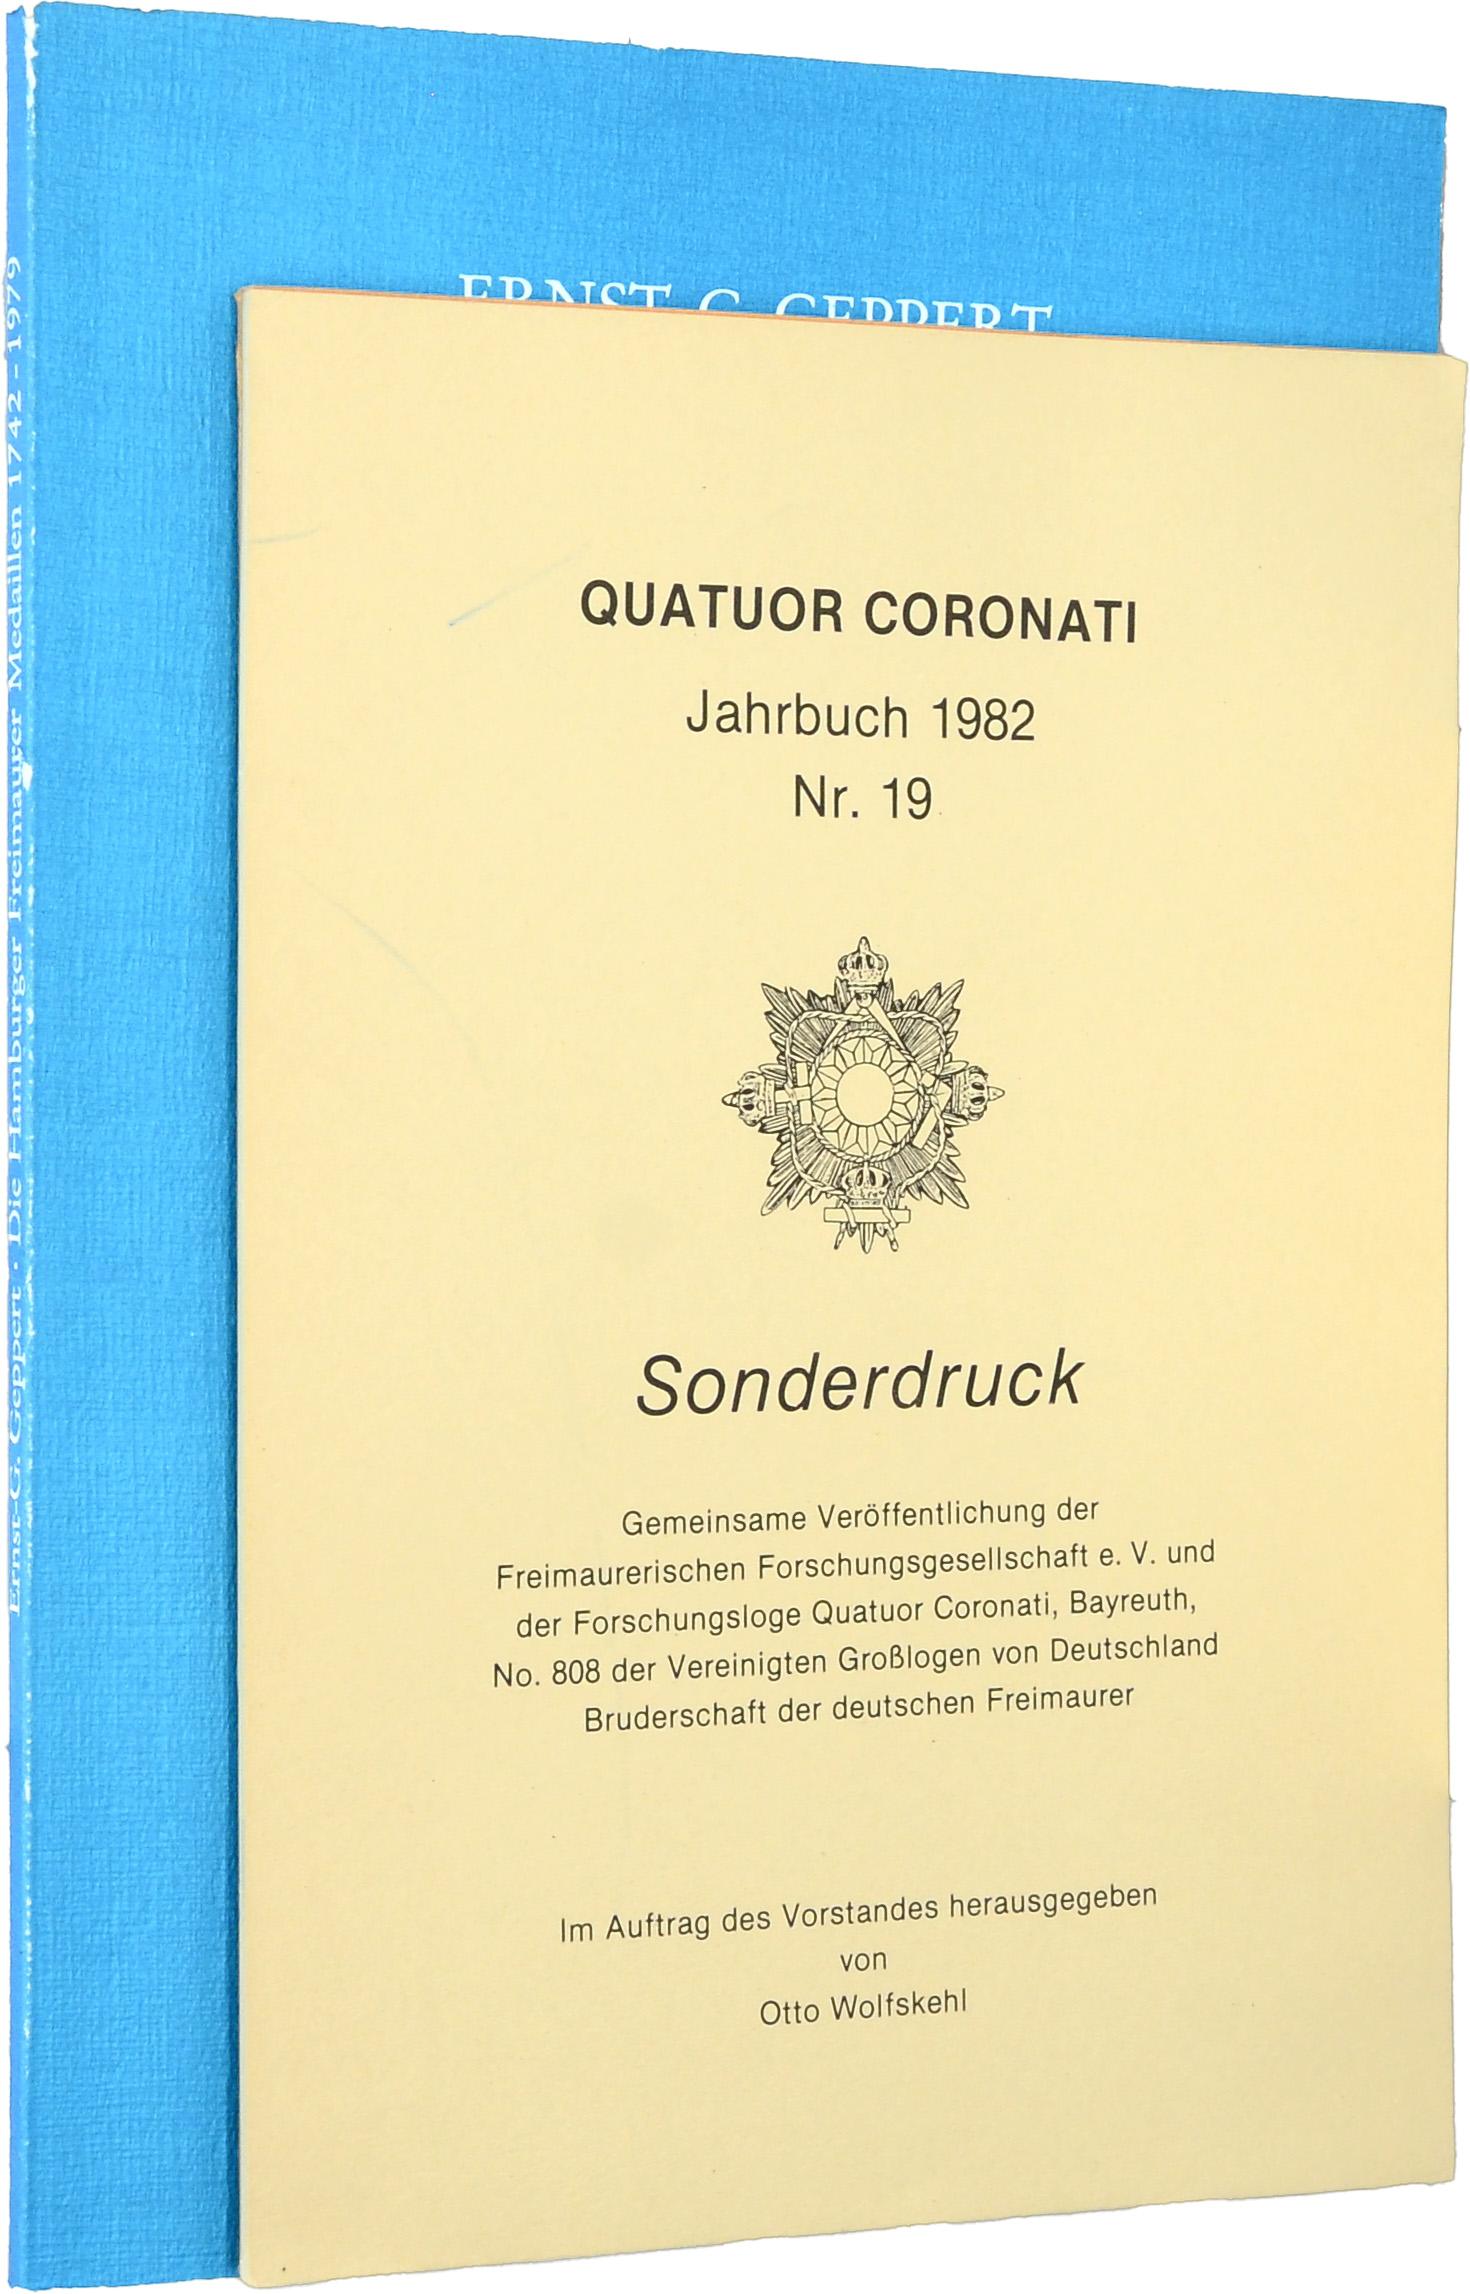 Ernst-G. Geppert · Die Hamburger Freimaurer Medaillen 1742-1979
ERNST-G. GEPPERT
QUATUOR CORONATI
Jahrbuch 1982
Nr. 19
Sonderdruck
Gemeinsame Veröffentlichung der
Freimaurerischen Forschungsgesellschaft e. V. und
der Forschungsloge Quatuor Coronati, Bayreuth,
No. 808 der Vereinigten Großlogen von Deutschland
Bruderschaft der deutschen Freimaurer
Im Auftrag des Vorstandes herausgegeben
von
Otto Wolfskehl